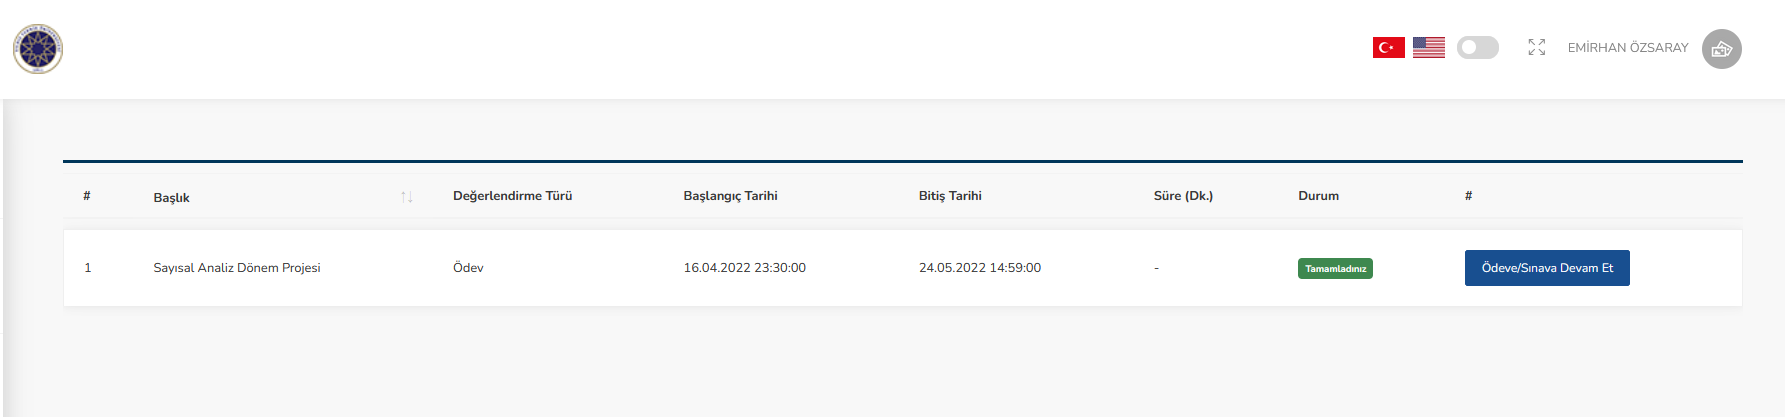 EMİRHAN ÖZSARAY
# Başlık Değerlendirme Türü Başlangıç Tarihi Bitiş Tarihi Süre (Dk.) Durum #
1 Sayısal Analiz Dönem Projesi Ödev 16.04.2022 23:30:00 24.05.2022 14:59:00 - Tamamladınız Ödeve/Sınava Devam Et